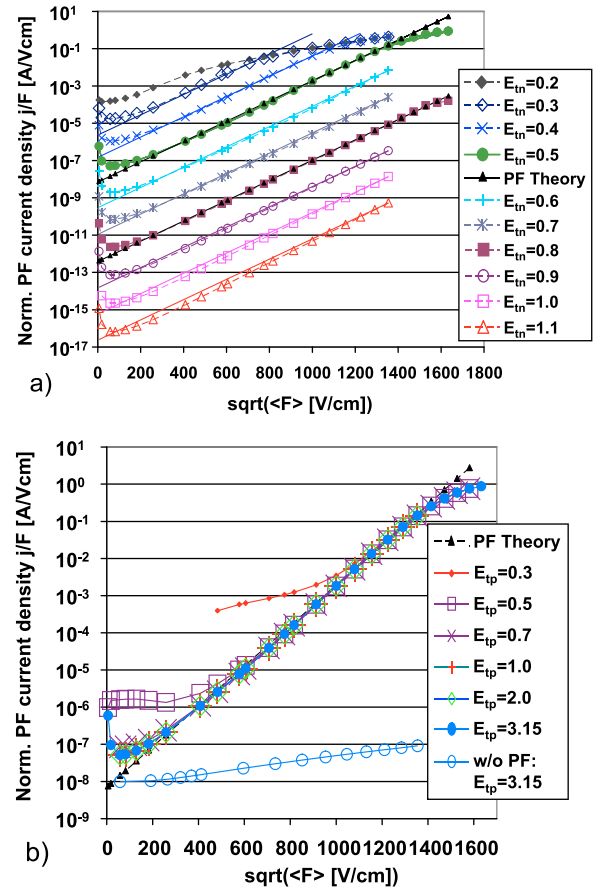 Norm. PF current density j/F [A/Vcm]
10^1
10^-1
10^-3
10^-5
10^-7
10^-9
10^-11
10^-13
10^-15
10^-17
0 200 400 600 800 1000 1200 1400 1600 1800
sqrt(<F> [V/cm])
a)
E_tn=0.2
E_tn=0.3
E_tn=0.4
E_tn=0.5
PF Theory
E_tn=0.6
E_tn=0.7
E_tn=0.8
E_tn=0.9
E_tn=1.0
E_tn=1.1
Norm. PF current density j/F [A/Vcm]
10^1
10^0
10^-1
10^-2
10^-3
10^-4
10^-5
10^-6
10^-7
10^-8
10^-9
0 200 400 600 800 1000 1200 1400 1600
sqrt(<F> [V/cm])
b)
PF Theory
E_tp=0.3
E_tp=0.5
E_tp=0.7
E_tp=1.0
E_tp=2.0
E_tp=3.15
w/o PF:
E_tp=3.15